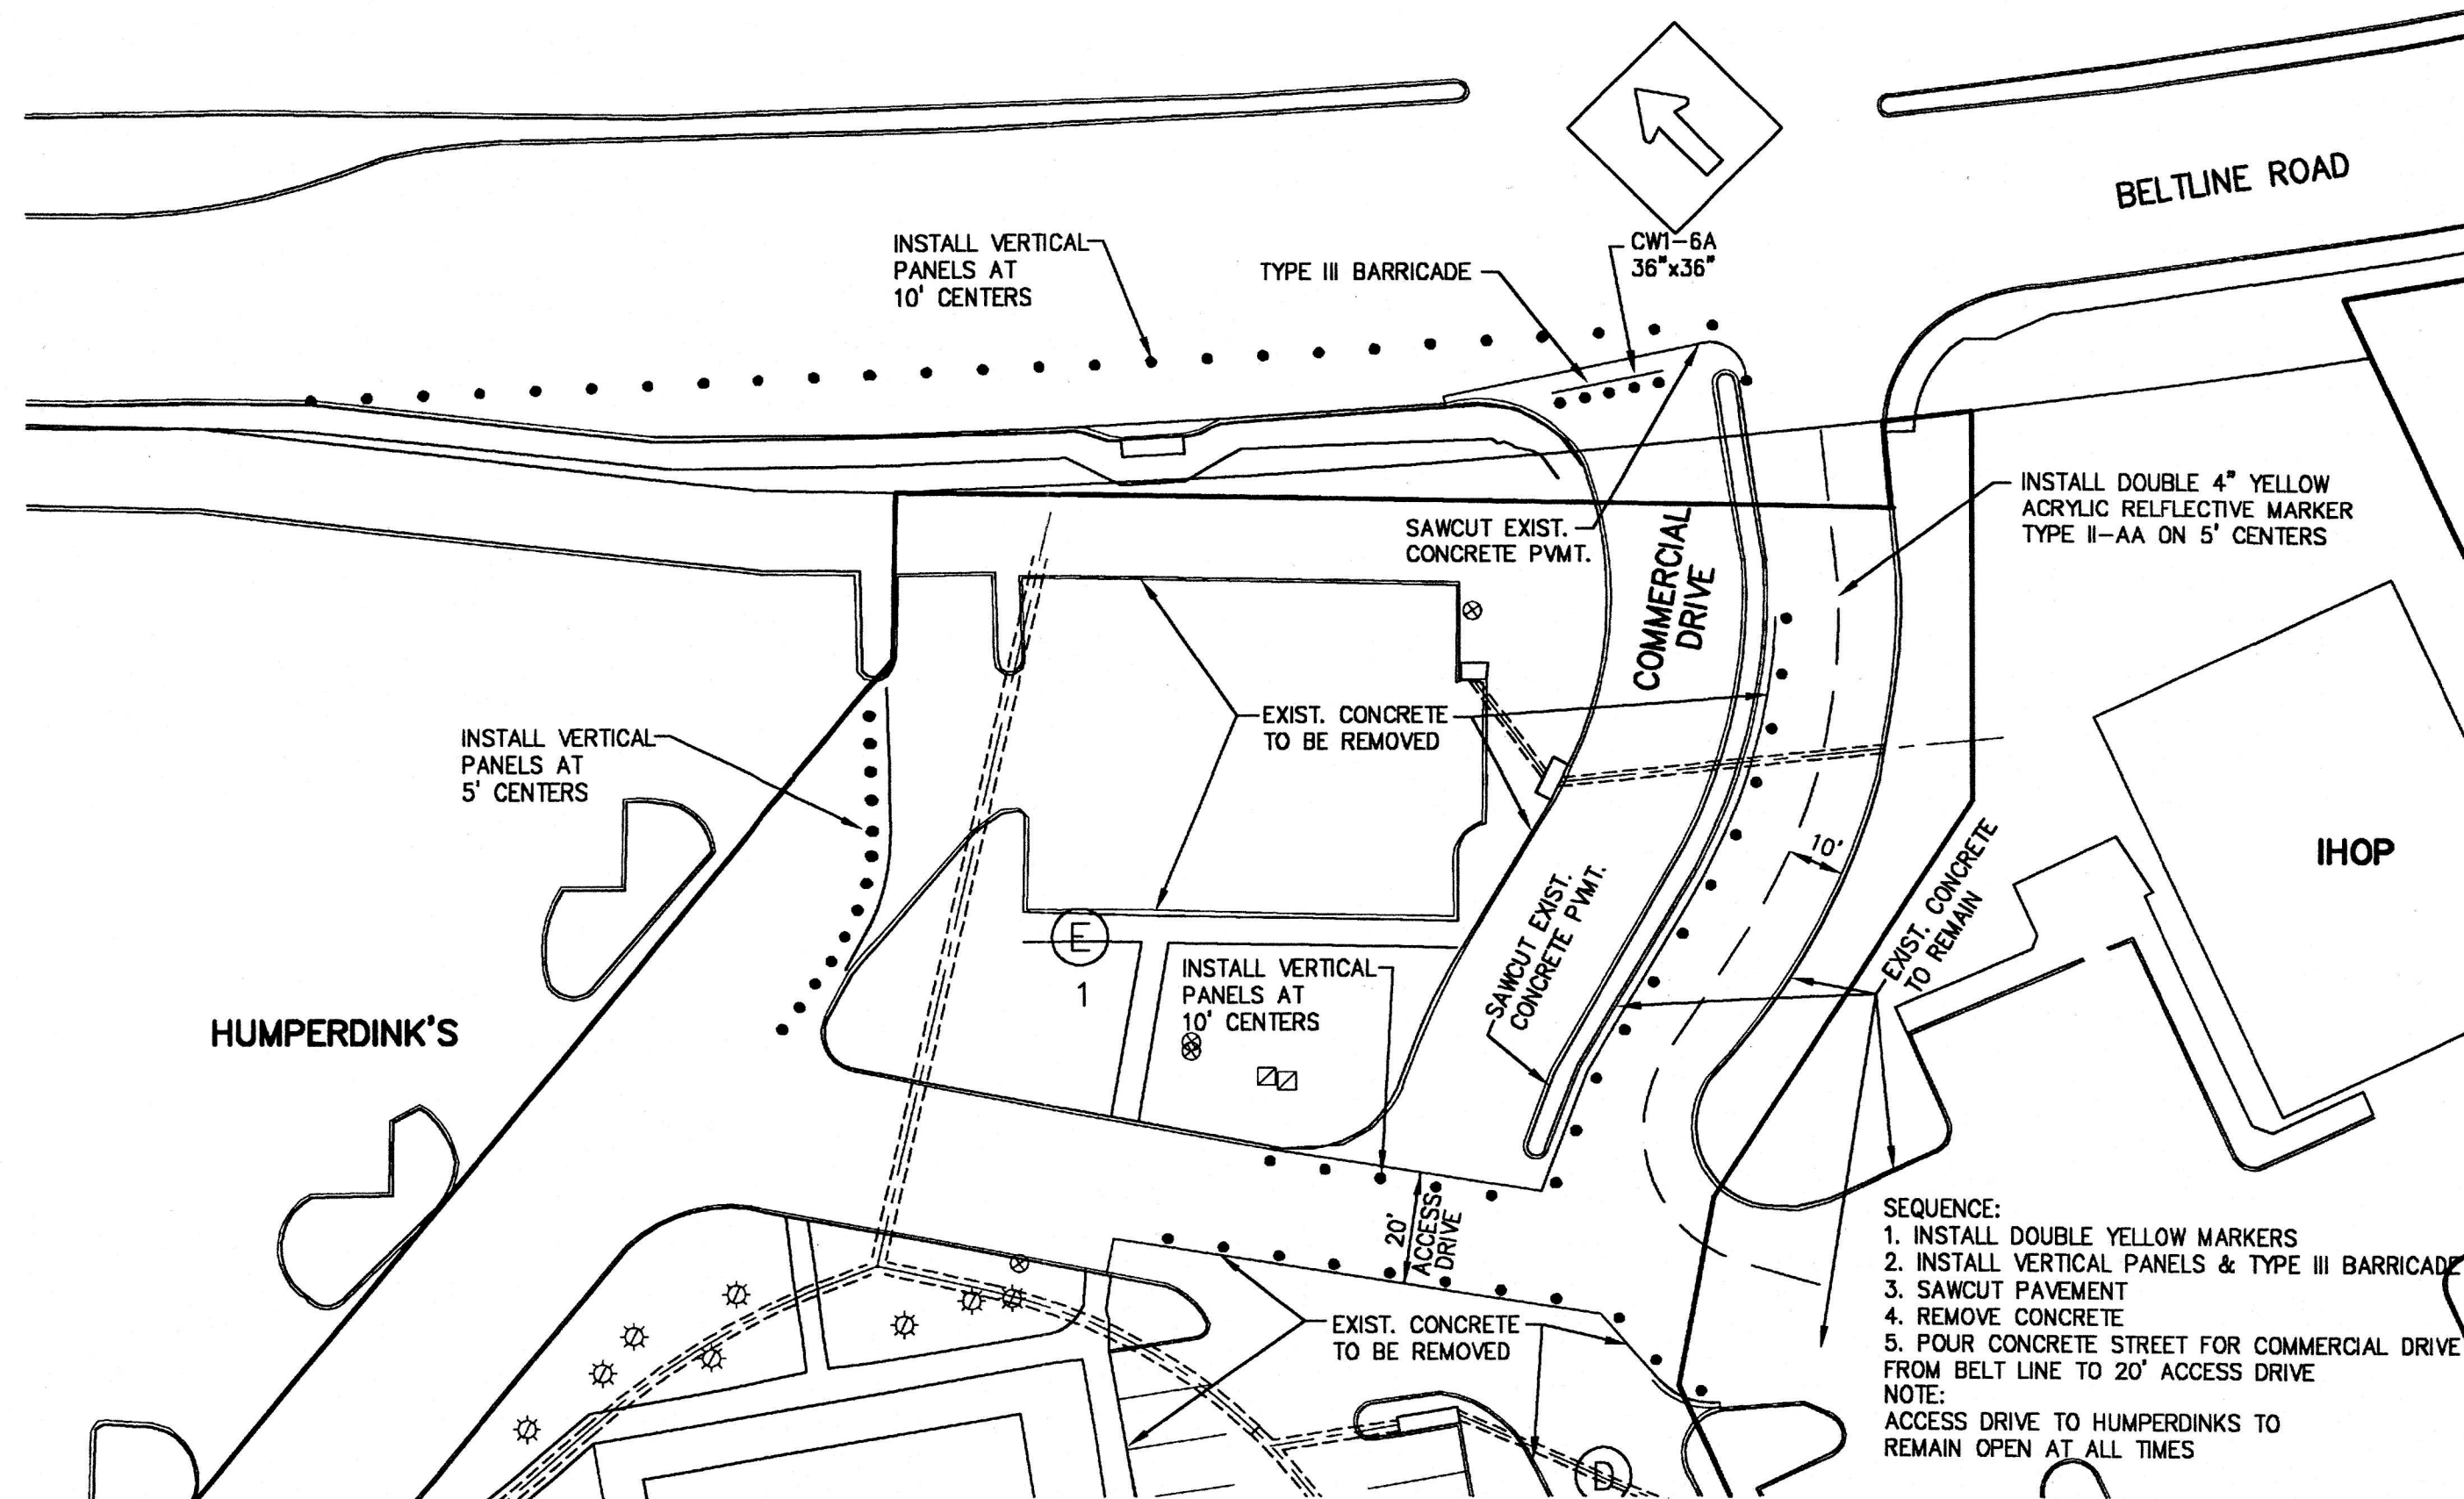 BELTLINE ROAD
INSTALL VERTICAL
PANELS AT
10' CENTERS
TYPE III BARRICADE
CW1-6A
36"x36"
INSTALL DOUBLE 4" YELLOW
ACRYLIC RELFLECTIVE MARKER
TYPE II-AA ON 5' CENTERS
SAWCUT EXIST.
CONCRETE PVMT.
COMMERCIAL
DRIVE
INSTALL VERTICAL
PANELS AT
5' CENTERS
EXIST. CONCRETE
TO BE REMOVED
10'
IHOP
SAWCUT EXIST.
CONCRETE PVMT.
EXIST. CONCRETE
TO REMAIN
E
1
INSTALL VERTICAL
PANELS AT
10' CENTERS
HUMPERDINK'S
20'
ACCESS
DRIVE
EXIST. CONCRETE
TO BE REMOVED
D
SEQUENCE:
1. INSTALL DOUBLE YELLOW MARKERS
2. INSTALL VERTICAL PANELS & TYPE III BARRICADE
3. SAWCUT PAVEMENT
4. REMOVE CONCRETE
5. POUR CONCRETE STREET FOR COMMERCIAL DRIVE
FROM BELT LINE TO 20' ACCESS DRIVE
NOTE:
ACCESS DRIVE TO HUMPERDINKS TO
REMAIN OPEN AT ALL TIMES